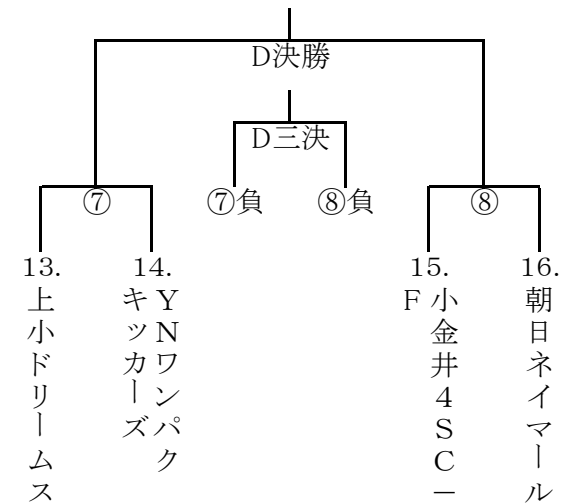 D決勝
D三決
⑦
⑦負
⑧負
⑧
13.
14.
15.
16.
上小ドリームス
YNワンパク
キッカーズ
小金井4SC－
F
朝日ネイマール